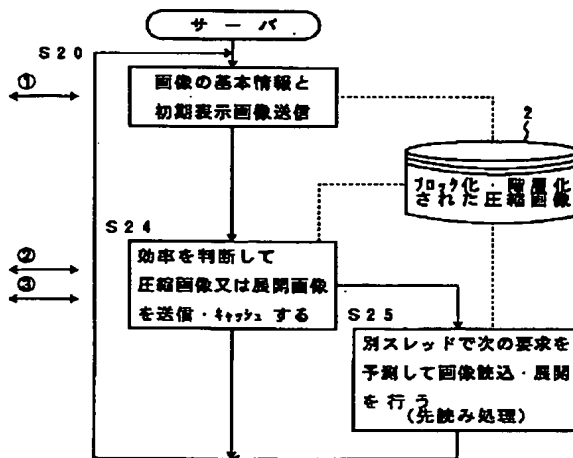 サーバ
S20
①
画像の基本情報と
初期表示画像送信
2
ブロック化・階層化
された圧縮画像
S24
②
③
効率を判断して
圧縮画像又は展開画像
を送信・キャッシュする
S25
別スレッドで次の要求を
予測して画像読込・展開
を行う
(先読み処理)